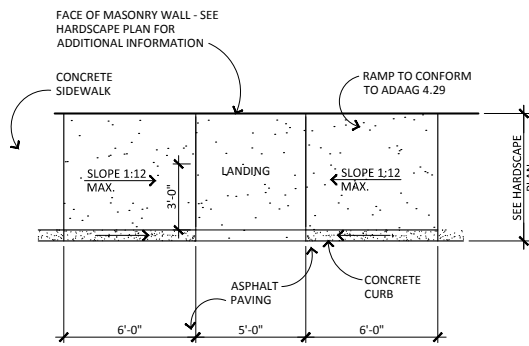 FACE OF MASONRY WALL - SEE
HARDSCAPE PLAN FOR
ADDITIONAL INFORMATION
CONCRETE
SIDEWALK
RAMP TO CONFORM
TO ADAAG 4.29
SLOPE 1:12
MAX.
3'-0"
LANDING
SLOPE 1:12
MAX.
SEE HARDSCAPE
PLAN
ASPHALT
PAVING
CONCRETE
CURB
6'-0"
5'-0"
6'-0"